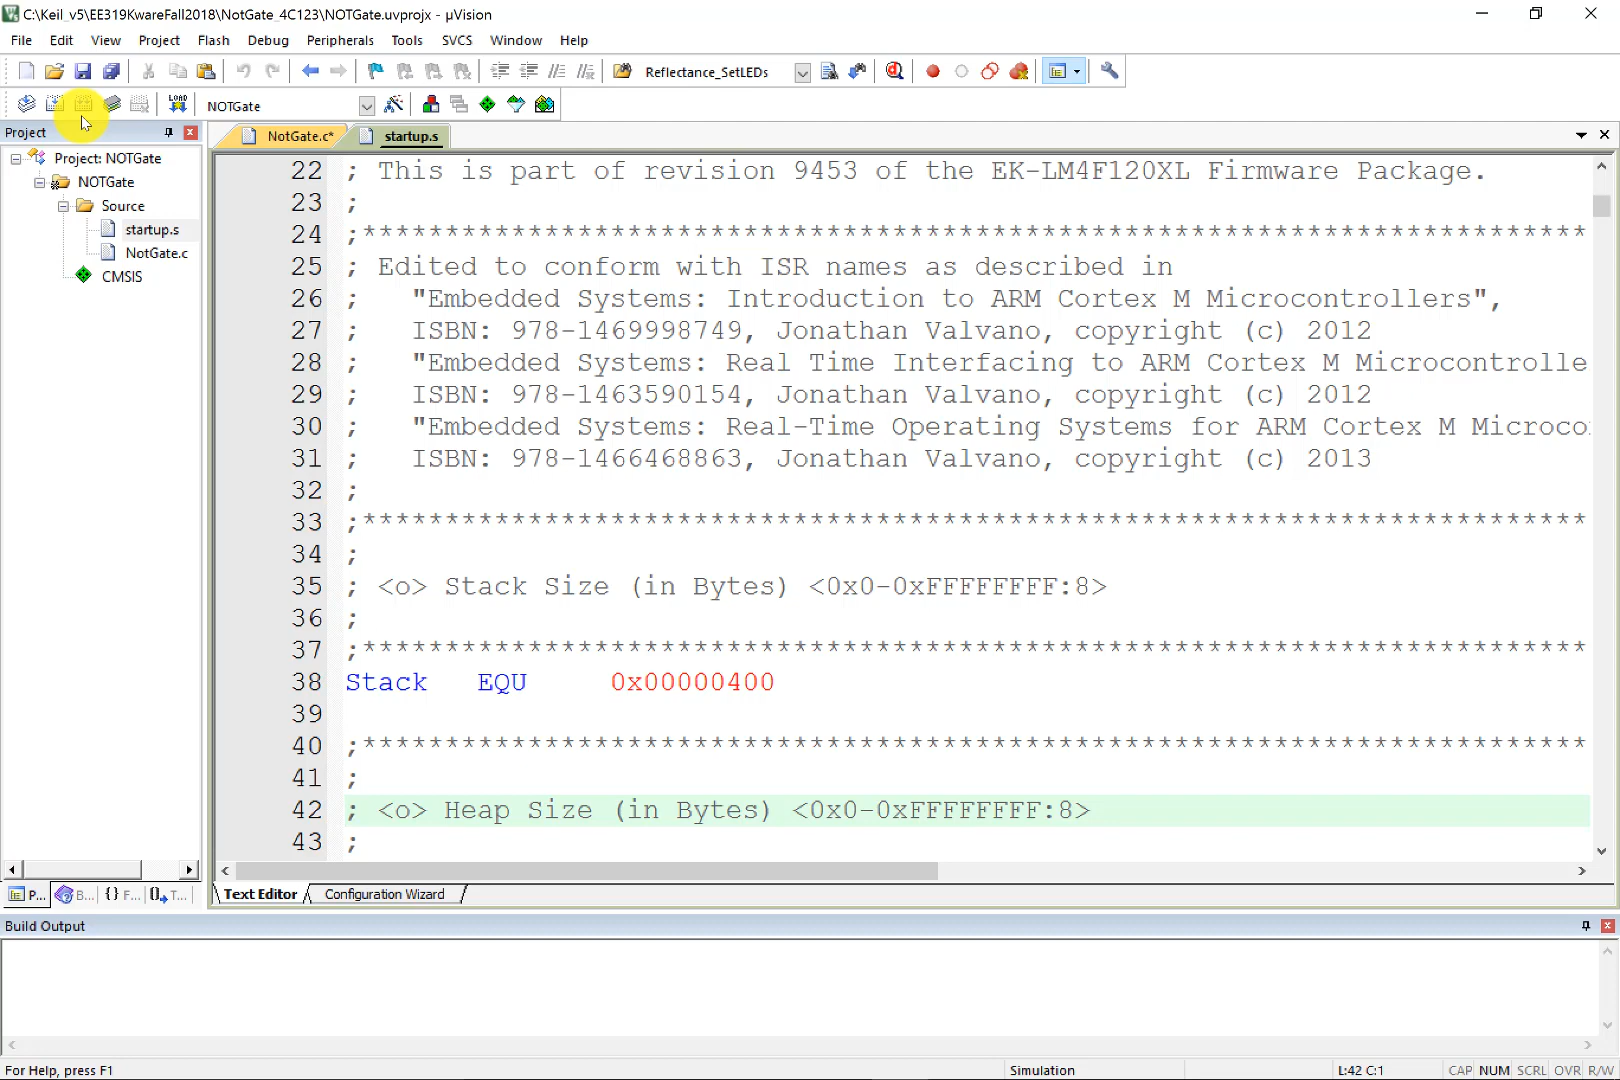 C:\Keil_v5\EE319KwareFall2018\NotGate_4C123\NOTGate.uvprojx - µVision
File Edit View Project Flash Debug Peripherals Tools SVCS Window Help
Reflectance_SetLEDs
LOAD NOTGate
Project
NotGate.c* startup.s
Project: NOTGate
NOTGate
Source
startup.s
NotGate.c
CMSIS
22 ; This is part of revision 9453 of the EK-LM4F120XL Firmware Package.
23 ;
24 ;***************************************************************************
25 ; Edited to conform with ISR names as described in
26 ;   "Embedded Systems: Introduction to ARM Cortex M Microcontrollers",
27 ;   ISBN: 978-1469998749, Jonathan Valvano, copyright (c) 2012
28 ;   "Embedded Systems: Real Time Interfacing to ARM Cortex M Microcontrolle
29 ;   ISBN: 978-1463590154, Jonathan Valvano, copyright (c) 2012
30 ;   "Embedded Systems: Real-Time Operating Systems for ARM Cortex M Microco
31 ;   ISBN: 978-1466468863, Jonathan Valvano, copyright (c) 2013
32 ;
33 ;***************************************************************************
34 ;
35 ; <o> Stack Size (in Bytes) <0x0-0xFFFFFFFF:8>
36 ;
37 ;***************************************************************************
38 Stack   EQU     0x00000400
39
40 ;***************************************************************************
41 ;
42 ; <o> Heap Size (in Bytes) <0x0-0xFFFFFFFF:8>
43 ;
P... B... {} F... 0 T...
Text Editor Configuration Wizard
Build Output
For Help, press F1 Simulation L:42 C:1 CAP NUM SCRL OVR R/W